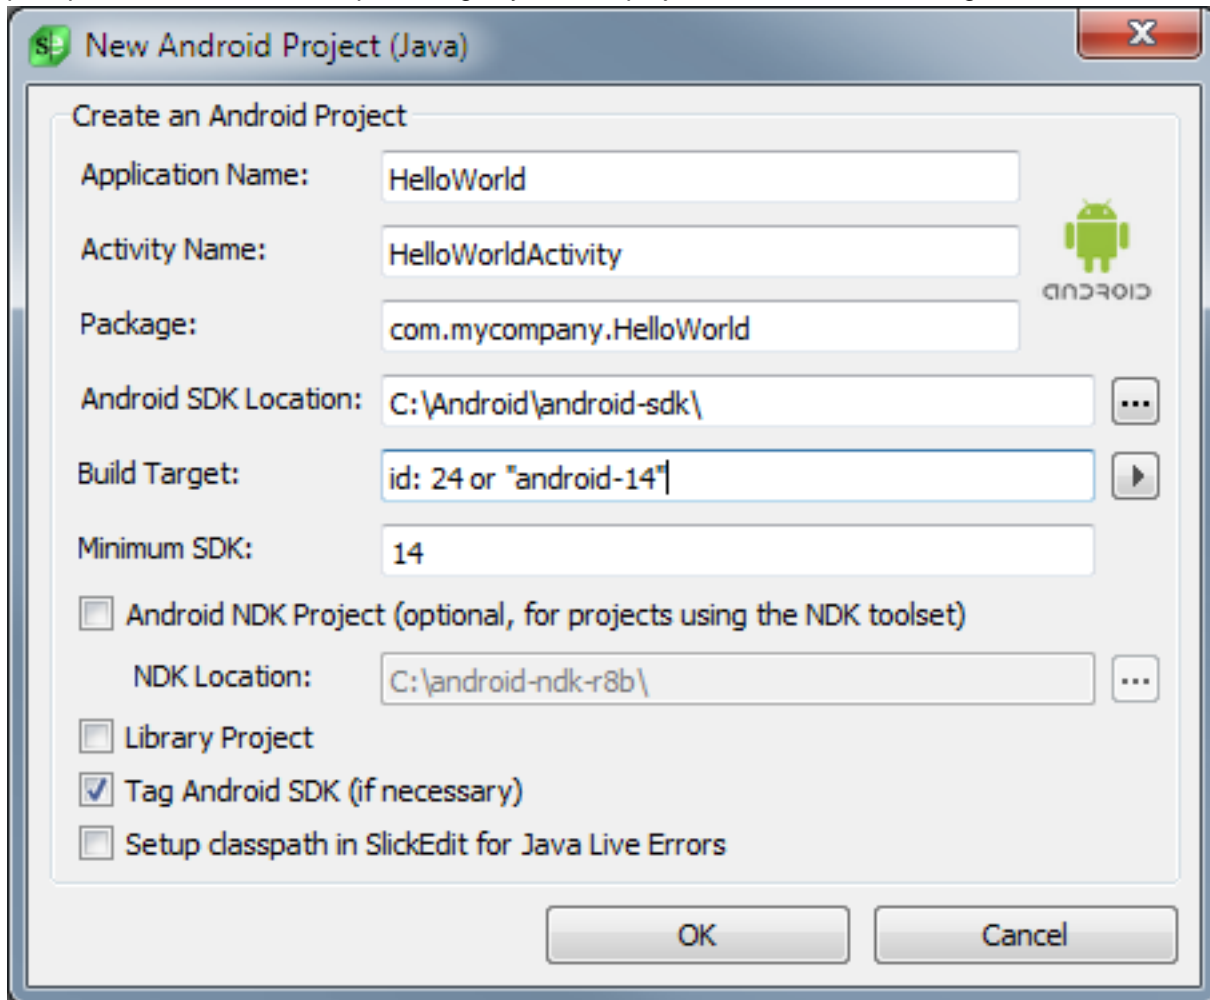 New Android Project (Java)
Create an Android Project
Application Name: HelloWorld
Activity Name: HelloWorldActivity
android
Package: com.mycompany.HelloWorld
Android SDK Location: C:\Android\android-sdk\ ...
Build Target: id: 24 or "android-14"
Minimum SDK: 14
Android NDK Project (optional, for projects using the NDK toolset)
NDK Location: C:\android-ndk-r8b\ ...
Library Project
Tag Android SDK (if necessary)
Setup classpath in SlickEdit for Java Live Errors
OK Cancel